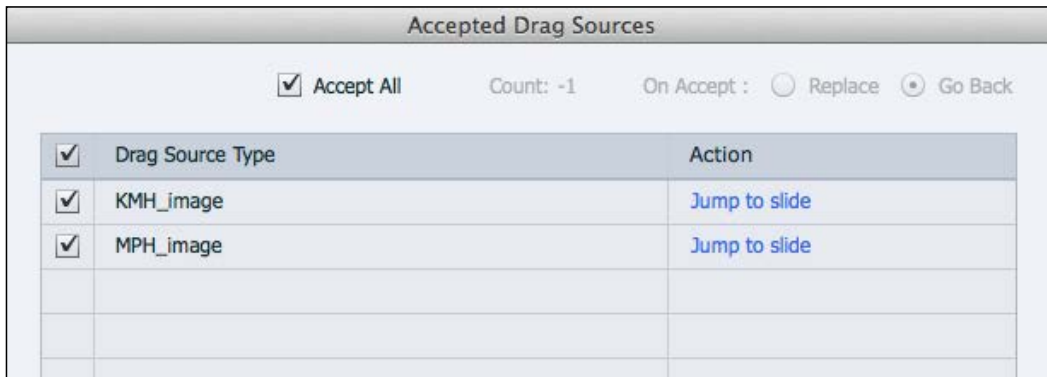 Accepted Drag Sources
Accept All Count: -1 On Accept : Replace Go Back
Drag Source Type Action
KMH_image Jump to slide
MPH_image Jump to slide